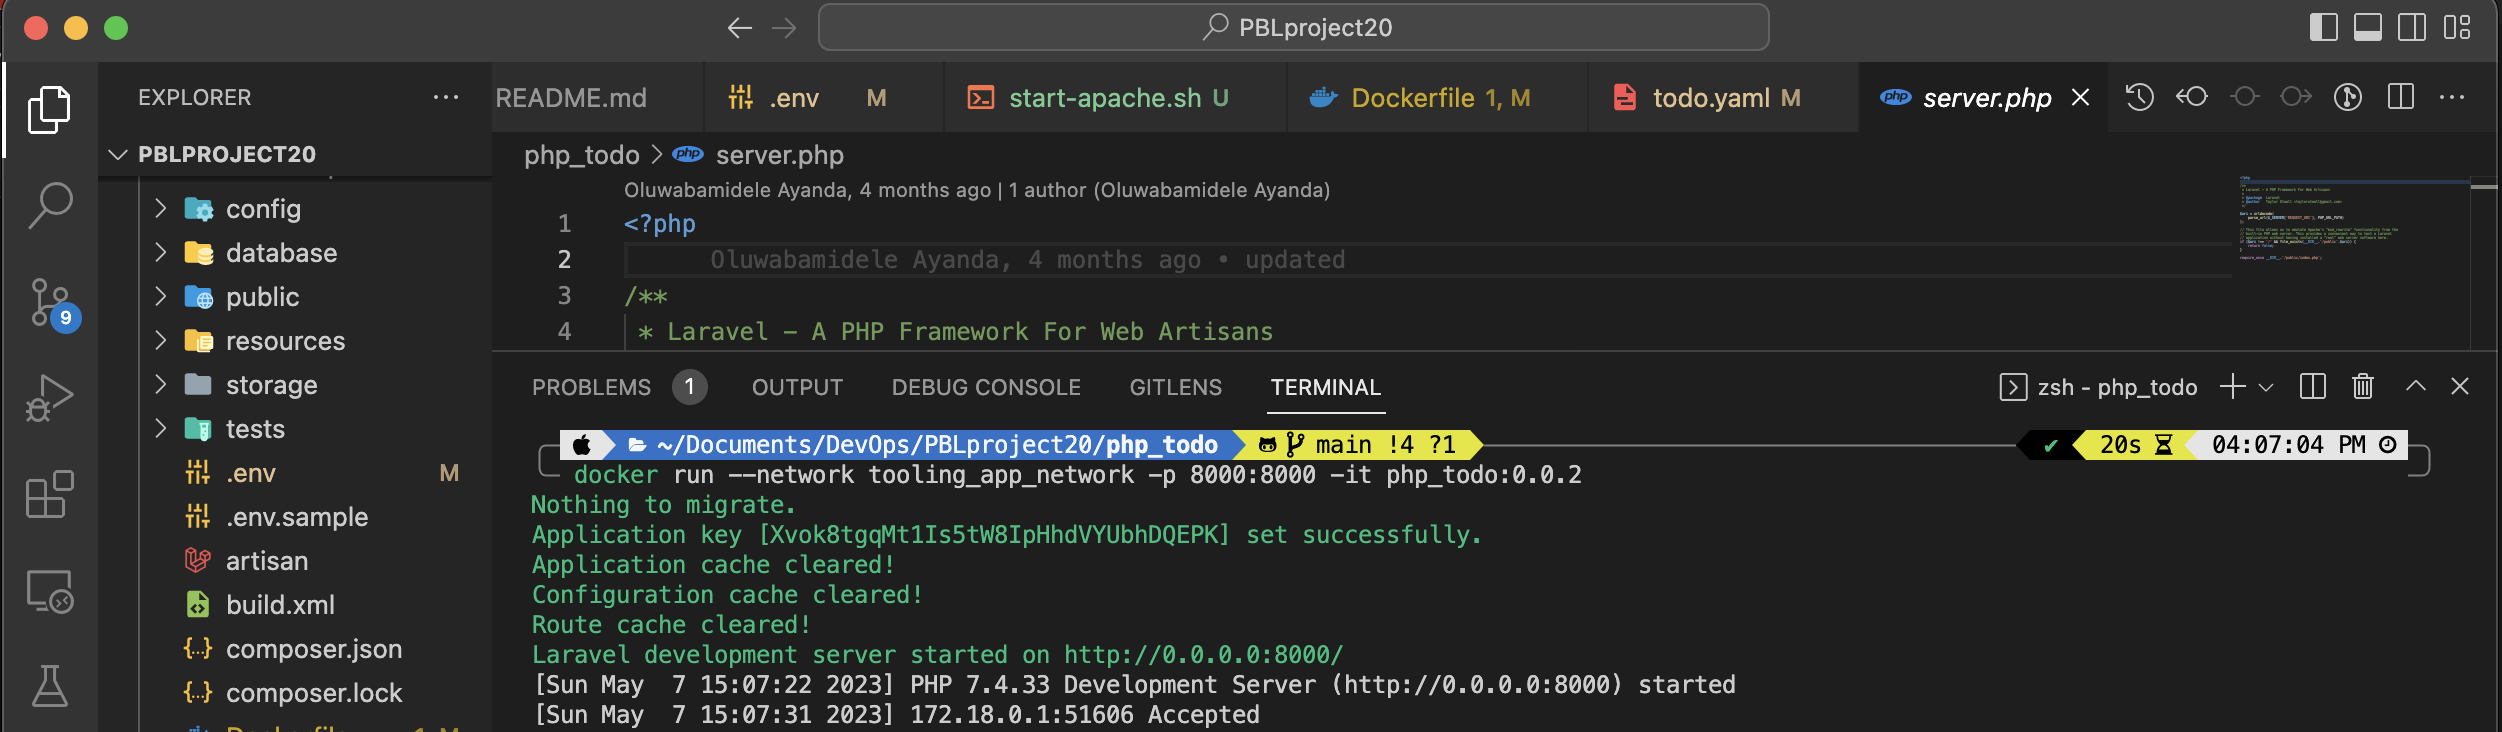 PBLproject20
EXPLORER
README.md
.env M
start-apache.sh U
Dockerfile 1, M
todo.yaml M
php server.php
PBLPROJECT20
config
database
public
resources
storage
tests
.env M
.env.sample
artisan
build.xml
composer.json
composer.lock
9
php_todo > php server.php
Oluwabamidele Ayanda, 4 months ago | 1 author (Oluwabamidele Ayanda)
1 <?php
2 Oluwabamidele Ayanda, 4 months ago • updated
3 /**
4 * Laravel - A PHP Framework For Web Artisans
PROBLEMS 1 OUTPUT DEBUG CONSOLE GITLENS TERMINAL
zsh - php_todo
~/Documents/DevOps/PBLproject20/php_todo main !4 ?1 ✔ 20s 04:07:04 PM
docker run --network tooling_app_network -p 8000:8000 -it php_todo:0.0.2
Nothing to migrate.
Application key [Xvok8tgqMt1Is5tW8IpHhdVYUbhDQEPK] set successfully.
Application cache cleared!
Configuration cache cleared!
Route cache cleared!
Laravel development server started on http://0.0.0.0:8000/
[Sun May  7 15:07:22 2023] PHP 7.4.33 Development Server (http://0.0.0.0:8000) started
[Sun May  7 15:07:31 2023] 172.18.0.1:51606 Accepted